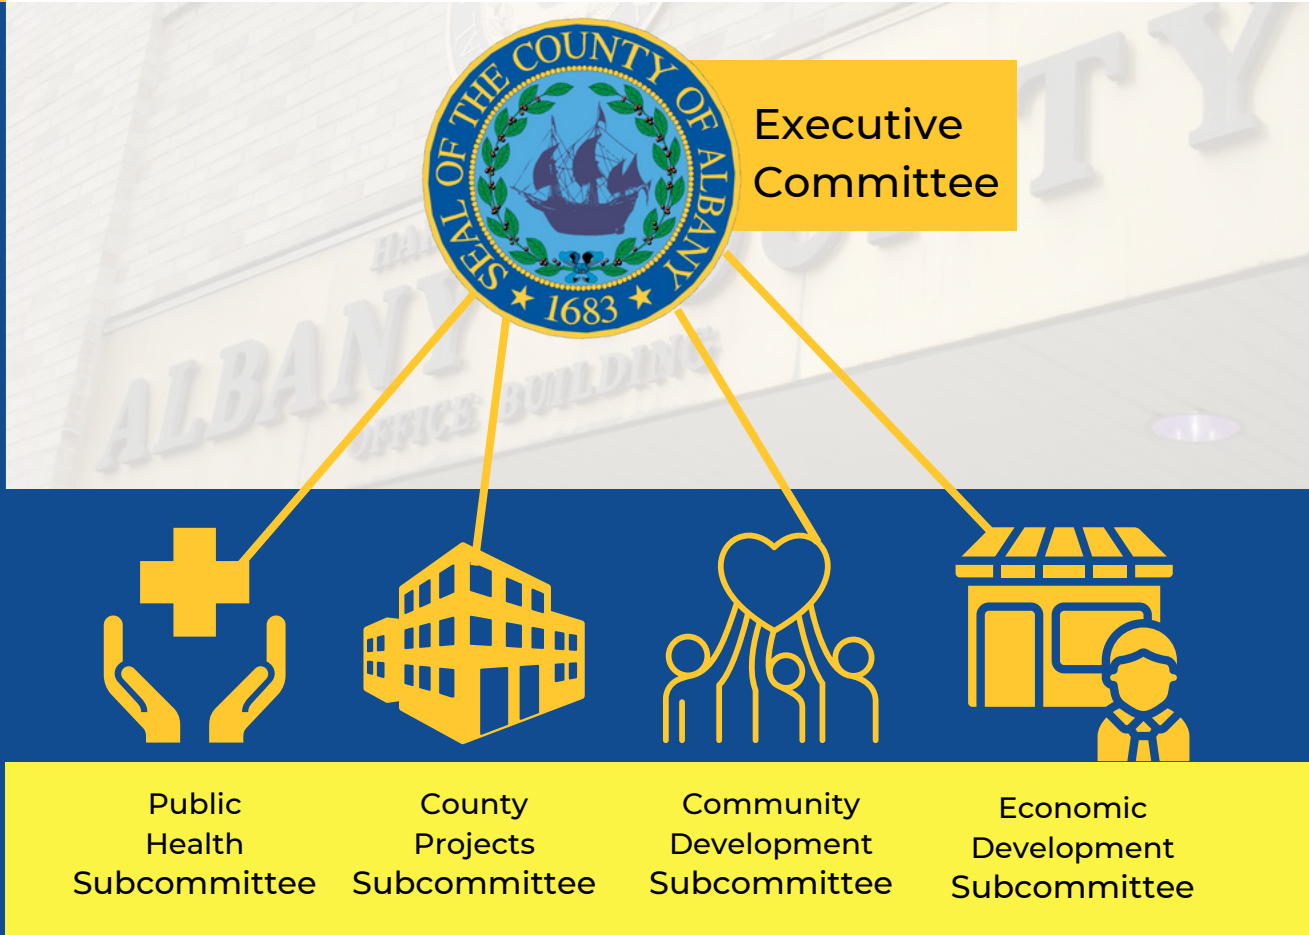 SEAL OF THE COUNTY OF ALBANY
1683
Executive
Committee
ALBANY
OFFICE BUILDING
Public
Health
Subcommittee
County
Projects
Subcommittee
Community
Development
Subcommittee
Economic
Development
Subcommittee